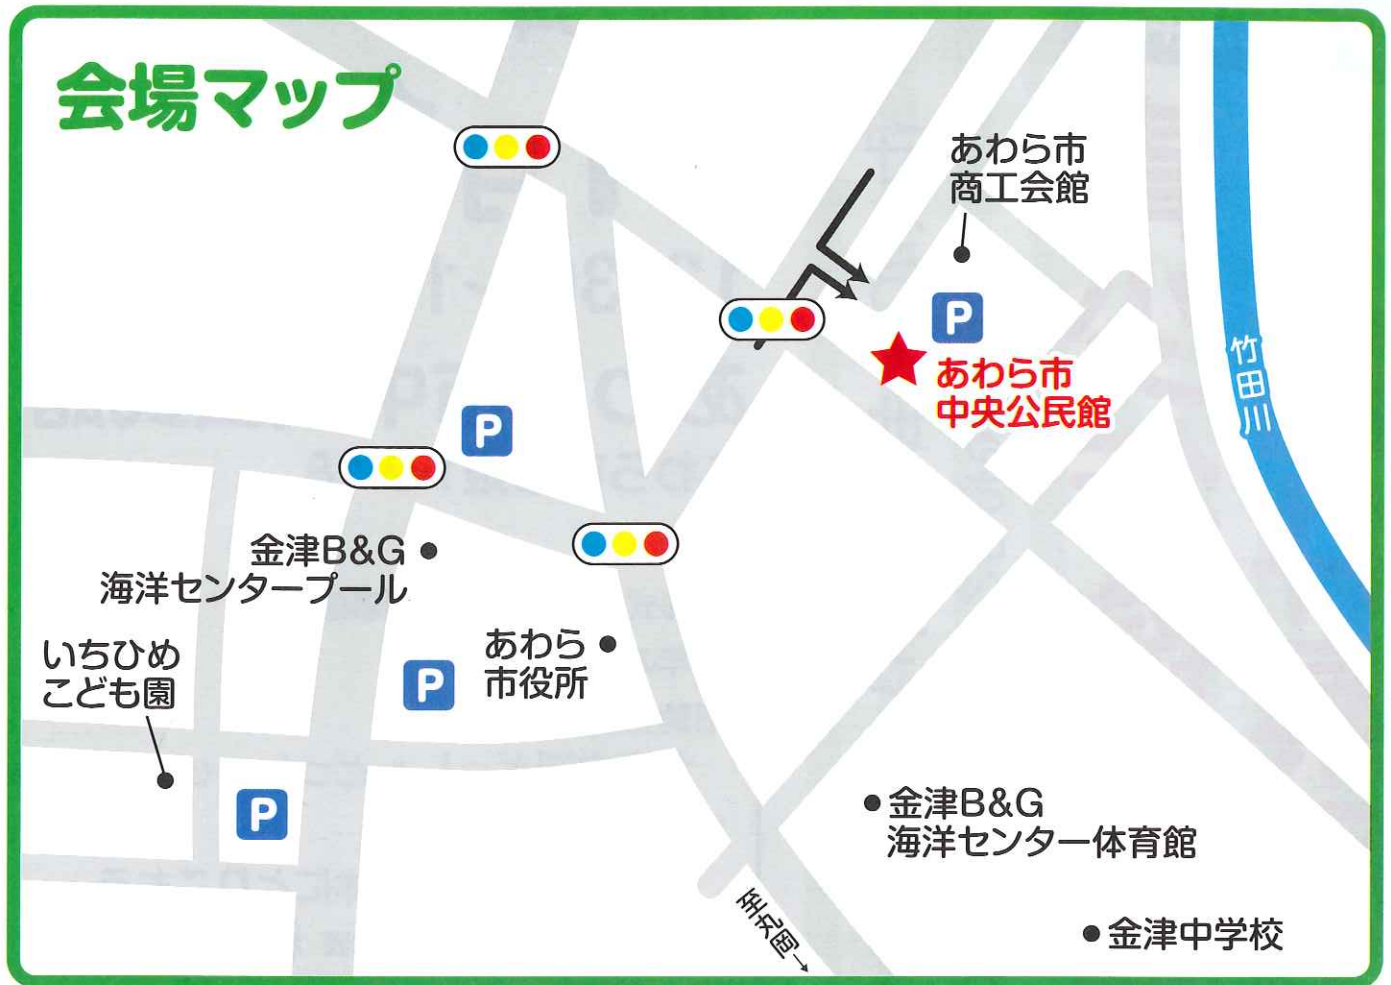 会場マップ
あわら市
商工会館
P
あわら市
中央公民館
竹田川
P
金津B&G
海洋センタープール
あわら
市役所
P
いちひめ
こども園
P
金津B&G
海洋センター体育館
至丸岡
金津中学校